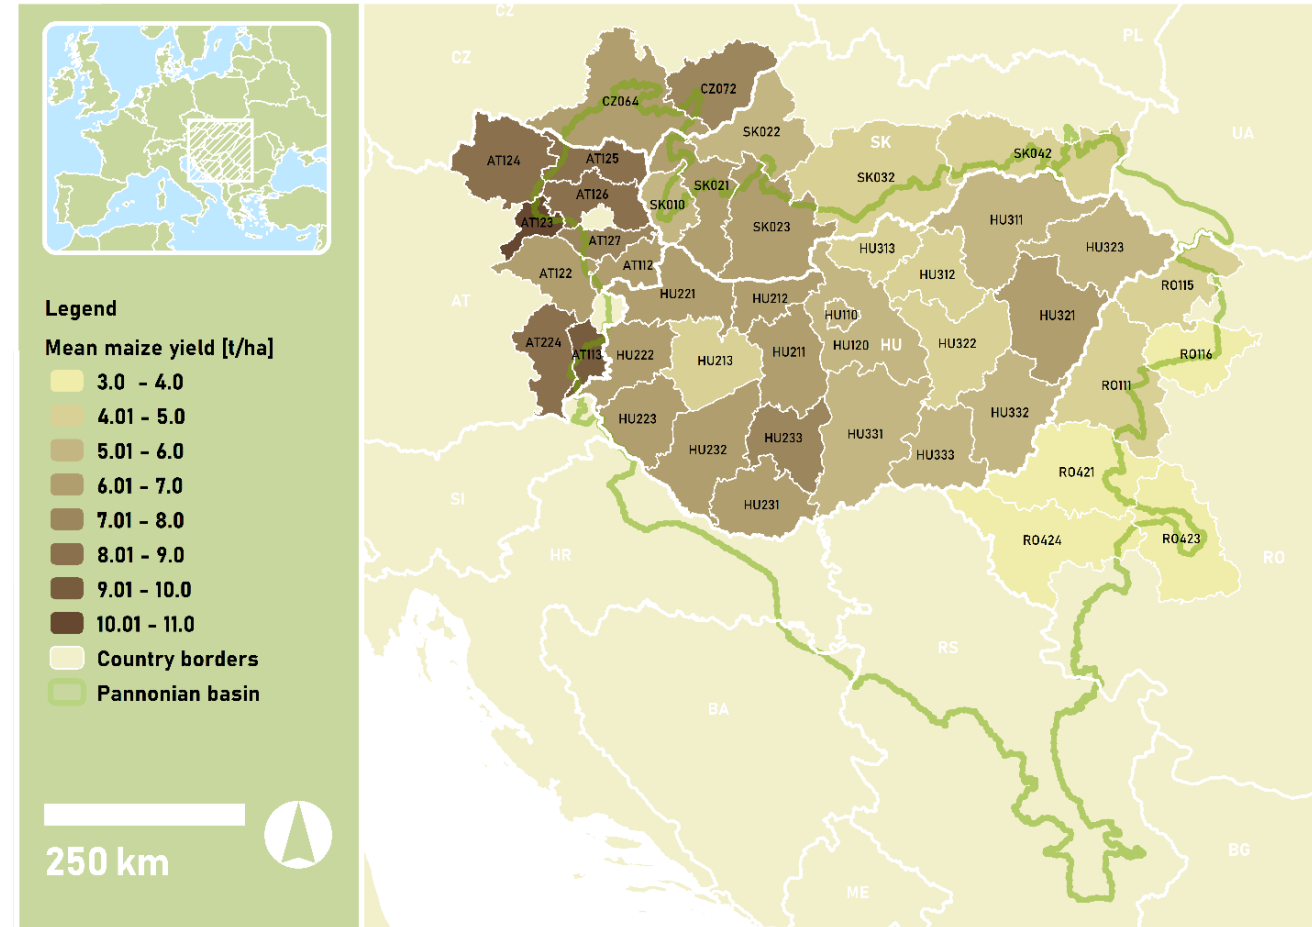 Legend
Mean maize yield [t/ha]
3.0 - 4.0
4.01 - 5.0
5.01 - 6.0
6.01 - 7.0
7.01 - 8.0
8.01 - 9.0
9.01 - 10.0
10.01 - 11.0
Country borders
Pannonian basin
250 km
CZ
PL
CZ
CZ072
CZ064
SK022
UA
SK
SK042
AT124
AT125
SK032
SK021
AT126
SK010
AT123
SK023
HU311
AT127
HU313
HU323
AT112
AT122
HU312
RO115
HU221
HU212
AT
HU110
HU321
AT224
HU120
HU
HU322
AT113
HU222
HU211
RO116
HU213
RO111
HU332
HU223
HU331
HU233
HU232
HU333
RO421
SI
HU231
RO424
RO423
HR
RO
RS
BA
BG
ME